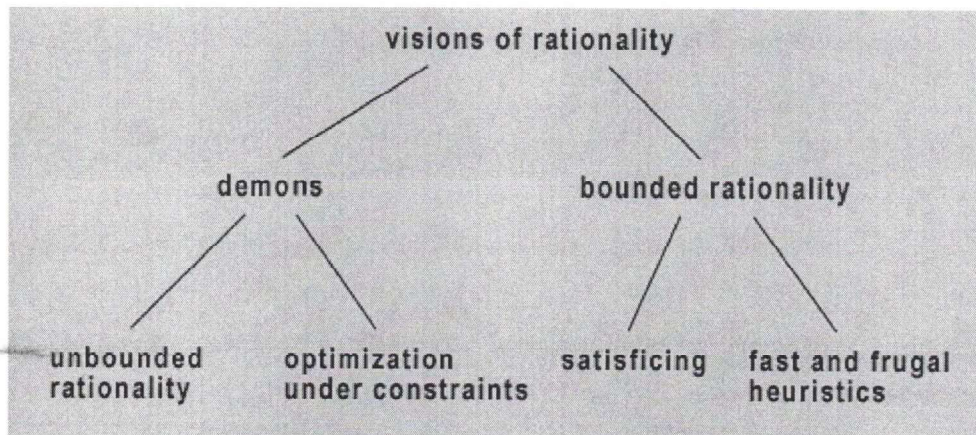 visions of rationality
demons
bounded rationality
unbounded
rationality
optimization
under constraints
satisficing
fast and frugal
heuristics